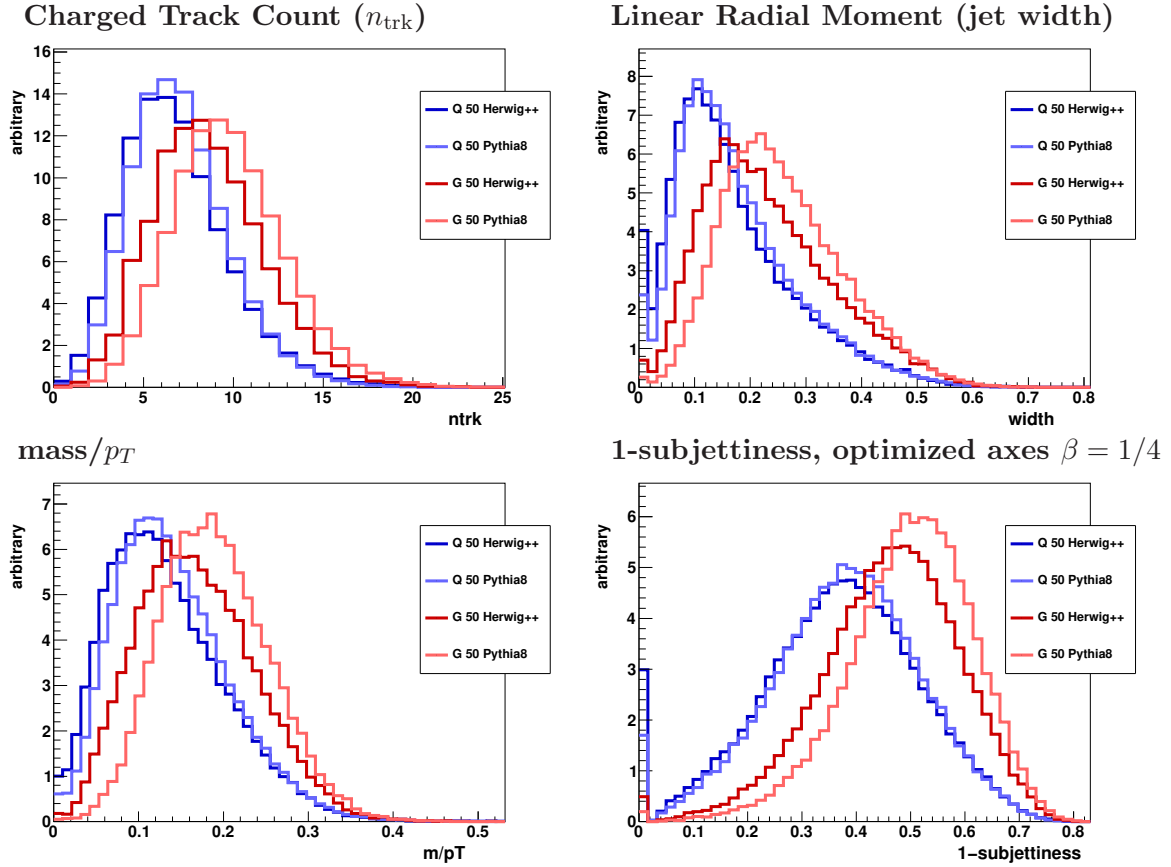 Charged Track Count (n_trk)
arbitrary
16
14
12
10
8
6
4
2
0
0 5 10 15 20 25
ntrk
Q 50 Herwig++
Q 50 Pythia8
G 50 Herwig++
G 50 Pythia8
Linear Radial Moment (jet width)
arbitrary
8
7
6
5
4
3
2
1
0
0 0.1 0.2 0.3 0.4 0.5 0.6 0.7 0.8
width
Q 50 Herwig++
Q 50 Pythia8
G 50 Herwig++
G 50 Pythia8
mass/p_T
arbitrary
7
6
5
4
3
2
1
0
0 0.1 0.2 0.3 0.4 0.5
m/pT
Q 50 Herwig++
Q 50 Pythia8
G 50 Herwig++
G 50 Pythia8
1-subjettiness, optimized axes β = 1/4
arbitrary
6
5
4
3
2
1
0
0 0.1 0.2 0.3 0.4 0.5 0.6 0.7 0.8
1−subjettiness
Q 50 Herwig++
Q 50 Pythia8
G 50 Herwig++
G 50 Pythia8